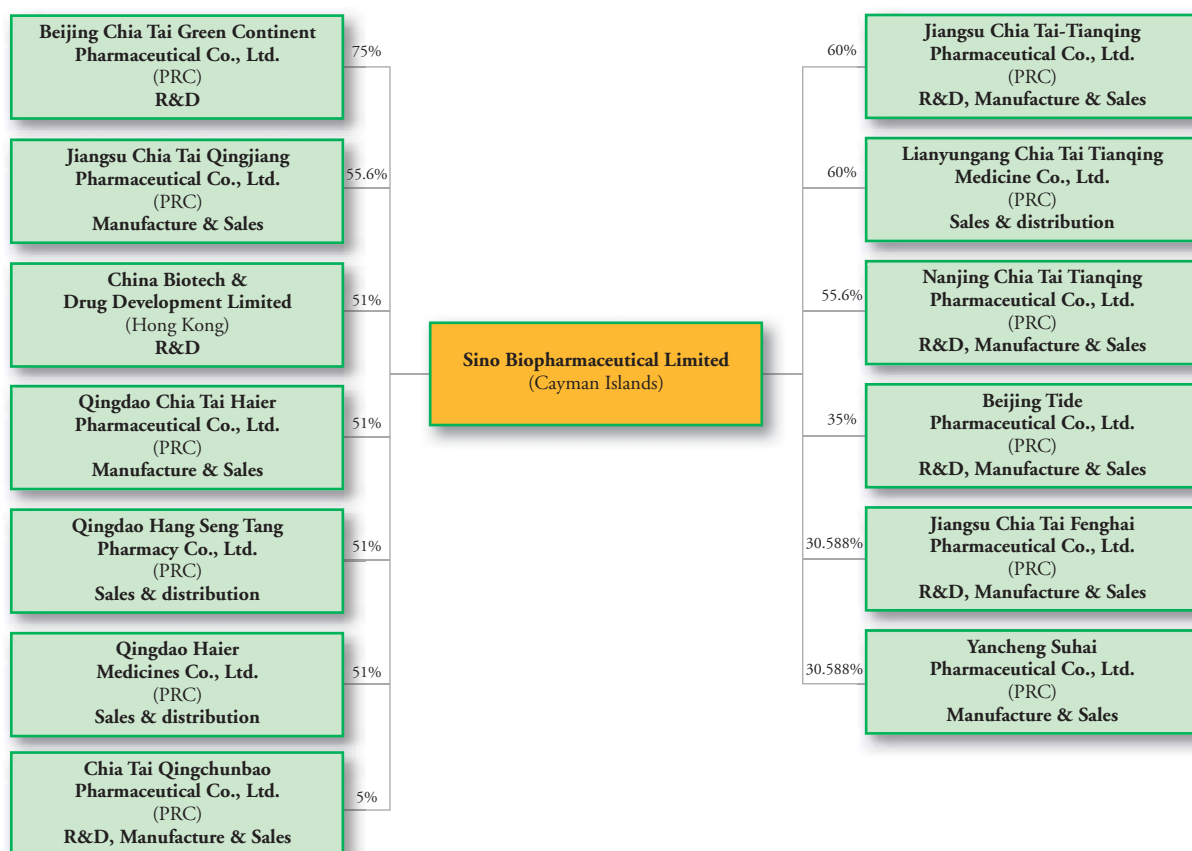 Beijing Chia Tai Green Continent
Pharmaceutical Co., Ltd.
(PRC)
R&D
75%
Jiangsu Chia Tai Qingjiang
Pharmaceutical Co., Ltd.
(PRC)
Manufacture & Sales
55.6%
China Biotech &
Drug Development Limited
(Hong Kong)
R&D
51%
Qingdao Chia Tai Haier
Pharmaceutical Co., Ltd.
(PRC)
Manufacture & Sales
51%
Qingdao Hang Seng Tang
Pharmacy Co., Ltd.
(PRC)
Sales & distribution
51%
Qingdao Haier
Medicines Co., Ltd.
(PRC)
Sales & distribution
51%
Chia Tai Qingchunbao
Pharmaceutical Co., Ltd.
(PRC)
R&D, Manufacture & Sales
5%
Sino Biopharmaceutical Limited
(Cayman Islands)
60%
Jiangsu Chia Tai-Tianqing
Pharmaceutical Co., Ltd.
(PRC)
R&D, Manufacture & Sales
60%
Lianyungang Chia Tai Tianqing
Medicine Co., Ltd.
(PRC)
Sales & distribution
55.6%
Nanjing Chia Tai Tianqing
Pharmaceutical Co., Ltd.
(PRC)
R&D, Manufacture & Sales
35%
Beijing Tide
Pharmaceutical Co., Ltd.
(PRC)
R&D, Manufacture & Sales
30.588%
Jiangsu Chia Tai Fenghai
Pharmaceutical Co., Ltd.
(PRC)
R&D, Manufacture & Sales
30.588%
Yancheng Suhai
Pharmaceutical Co., Ltd.
(PRC)
Manufacture & Sales